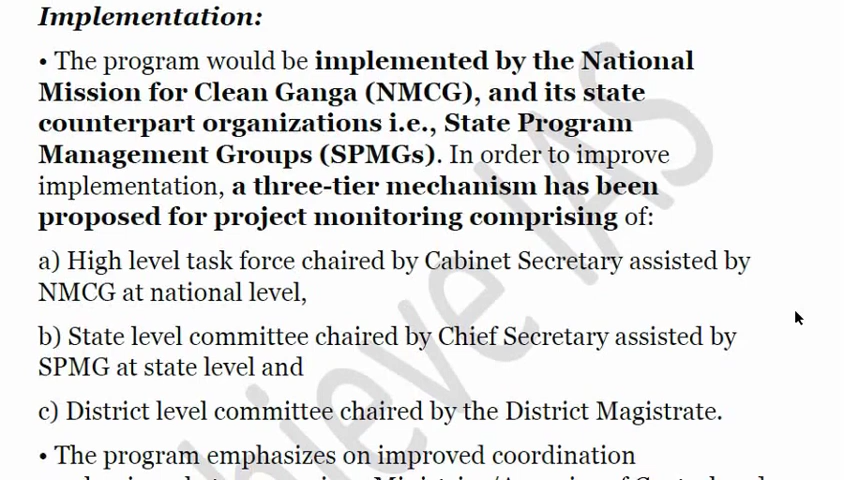 Implementation:
• The program would be implemented by the National
Mission for Clean Ganga (NMCG), and its state
counterpart organizations i.e., State Program
Management Groups (SPMGs). In order to improve
implementation, a three-tier mechanism has been
proposed for project monitoring comprising of:
a) High level task force chaired by Cabinet Secretary assisted by
NMCG at national level,
b) State level committee chaired by Chief Secretary assisted by
SPMG at state level and
c) District level committee chaired by the District Magistrate.
• The program emphasizes on improved coordination
IAS